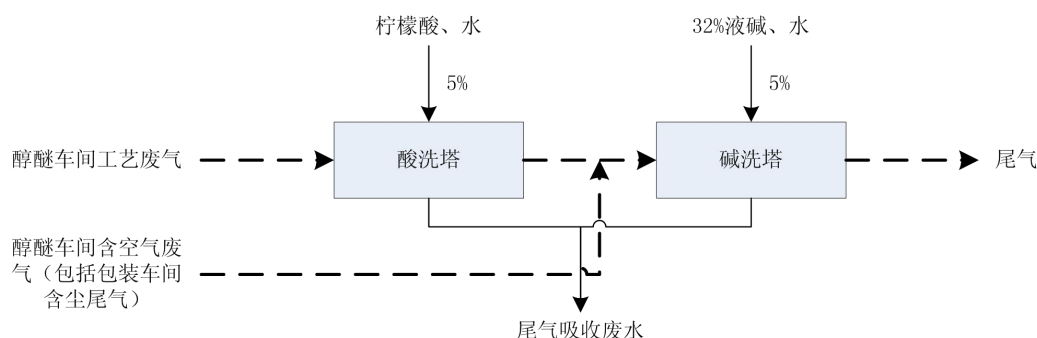 柠檬酸、水
32%液碱、水
5%
5%
醇醚车间工艺废气
酸洗塔
碱洗塔
尾气
醇醚车间含空气废
气（包括包装车间
含尘尾气）
尾气吸收废水